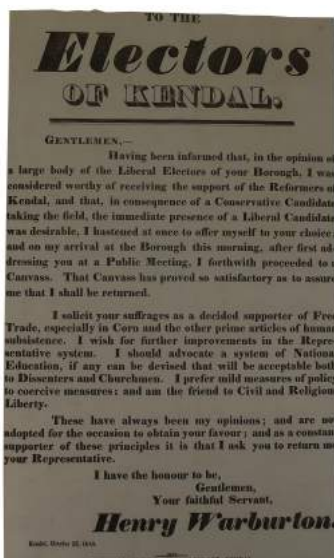 TO THE
Electors
OF KENDAL.
GENTLEMEN,—
Having been informed that, in the opinion of
a large body of the Liberal Electors of your Borough, I was
considered worthy of receiving the support of the Reformers of
Kendal, and that, in consequence of a Conservative Candidate
taking the field, the immediate presence of a Liberal Candidate
was desirable, I hastened at once to offer myself to your choice;
and on my arrival at the Borough this morning, after first ad-
dressing you at a Public Meeting, I forthwith proceeded to a
Canvass. That Canvass has proved so satisfactory as to assure
me that I shall be returned.
I solicit your suffrages as a decided supporter of Free
Trade, especially in Corn and the other prime articles of human
subsistence. I wish for further improvements in the Repre-
sentative system. I should advocate a system of National
Education, if any can be devised that will be acceptable both
to Dissenters and Churchmen. I prefer mild measures of policy
to coercive measures; and am the friend to Civil and Religious
Liberty.
These have always been my opinions; and are not
adopted for the occasion to obtain your favour; and as a constant
supporter of these principles it is that I ask you to return me
your Representative.
I have the honour to be,
Gentlemen,
Your faithful Servant,
Henry Warburton.
Kendal,